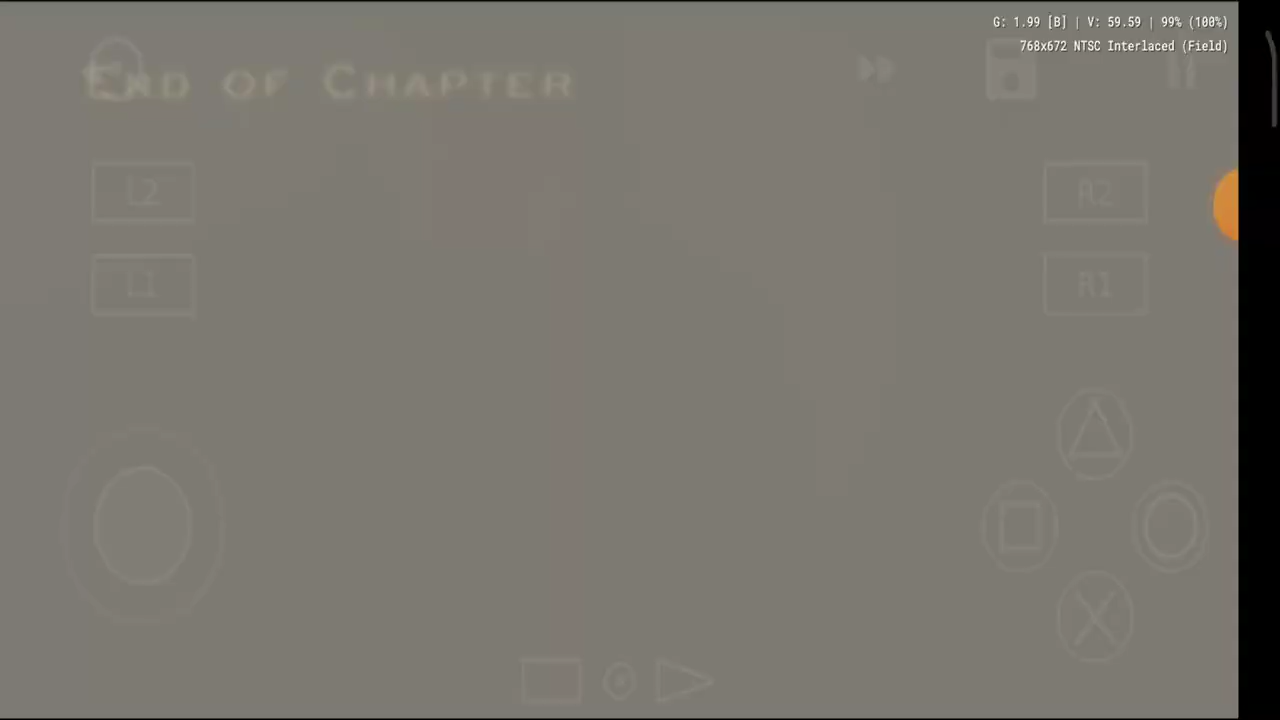 G: 1.99 [B] | V: 59.59 | 99% (100%)
768x672 NTSC Interlaced (Field)
End of Chapter
L2
R2
L1
R1